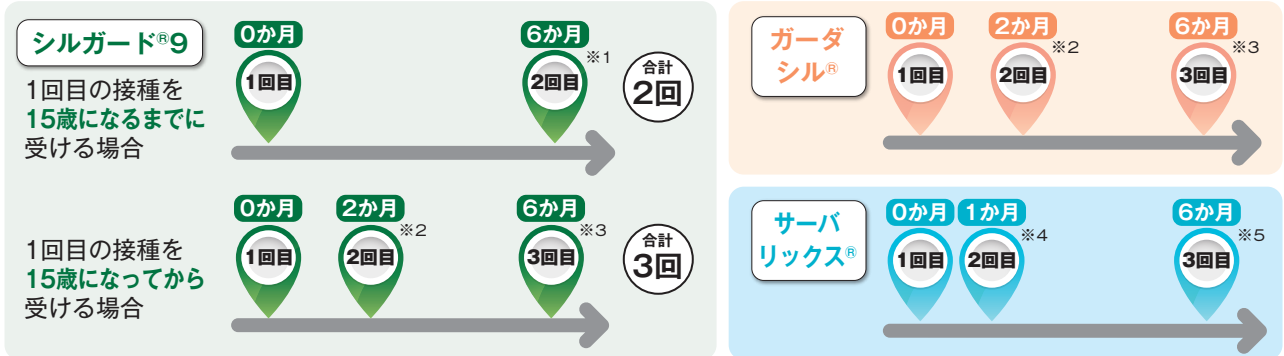 シルガード®9
1回目の接種を
15歳になるまでに
受ける場合
0か月
1回目
6か月
※1
2回目
合計
2回
1回目の接種を
15歳になってから
受ける場合
0か月
1回目
2か月
※2
2回目
6か月
※3
3回目
合計
3回
ガーダ
シル®
0か月
1回目
2か月
※2
2回目
6か月
※3
3回目
サーバ
リックス®
0か月
1回目
1か月
※4
2回目
6か月
※5
3回目